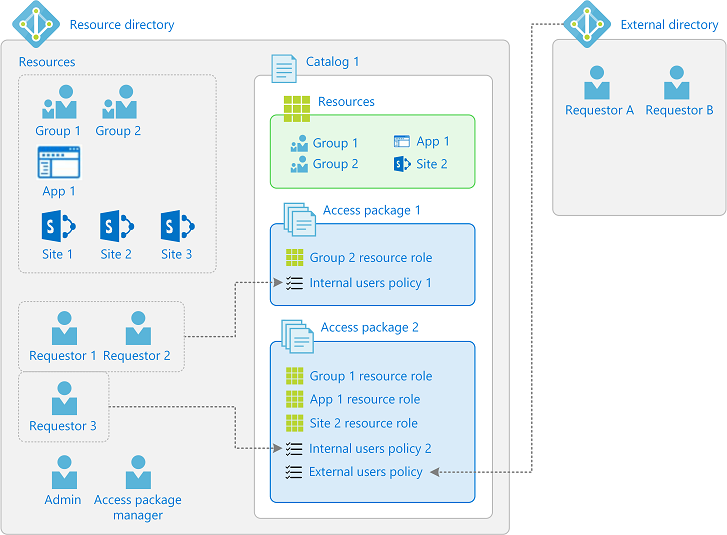 Resource directory
External directory
Resources
Group 1
Group 2
App 1
Site 1
Site 2
Site 3
Requestor 1
Requestor 2
Requestor 3
Admin
Access package
manager
Catalog 1
Resources
Group 1
App 1
Group 2
Site 2
Access package 1
Group 2 resource role
Internal users policy 1
Access package 2
Group 1 resource role
App 1 resource role
Site 2 resource role
Internal users policy 2
External users policy
Requestor A
Requestor B